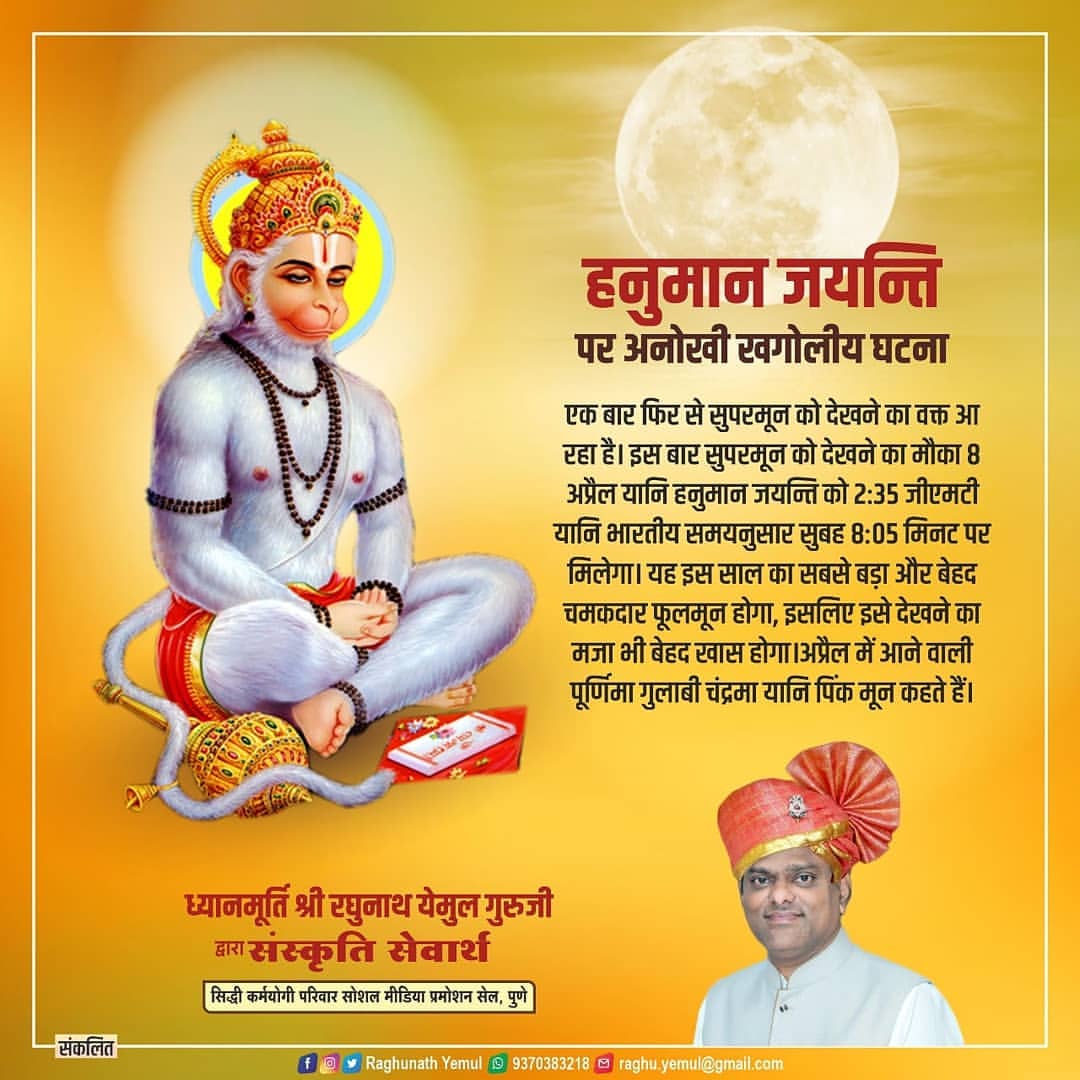 हनुमान जयन्ति
पर अनोखी खगोलीय घटना
एक बार फिर से सुपरमून को देखने का वक्त आ
रहा है। इस बार सुपरमून को देखने का मौका 8
अप्रैल यानि हनुमान जयन्ति को 2:35 जीएमटी
यानि भारतीय समयनुसार सुबह 8:05 मिनट पर
मिलेगा। यह इस साल का सबसे बड़ा और बेहद
चमकदार फूलमून होगा, इसलिए इसे देखने का
मजा भी बेहद खास होगा।अप्रैल में आने वाली
पूर्णिमा गुलाबी चंद्रमा यानि पिंक मून कहते हैं।
ध्यानमूर्ति श्री रघुनाथ येमुल गुरुजी
द्वारा संस्कृति सेवार्थ
सिद्धी कर्मयोगी परिवार सोशल मीडिया प्रमोशन सेल, पुणे
संकलित
Raghunath Yemul 9370383218 raghu.yemul@gmail.com